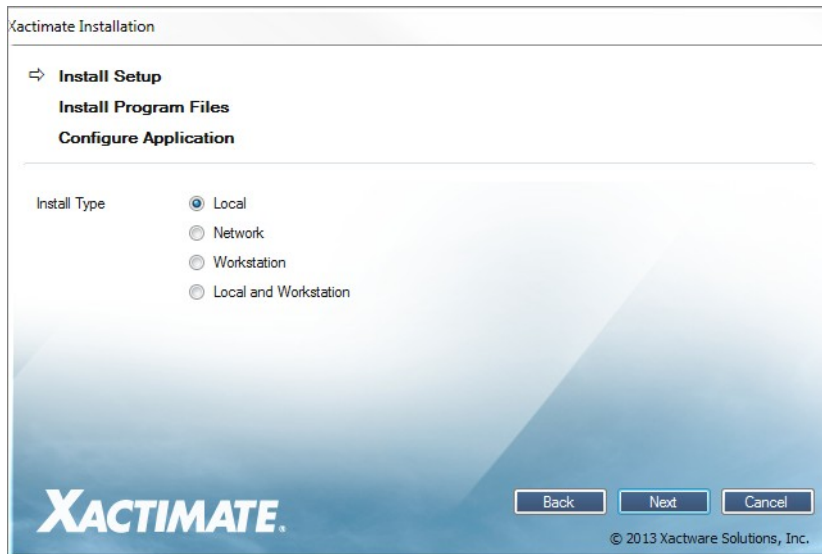 Xactimate Installation
⇨ Install Setup
Install Program Files
Configure Application
Install Type Local
Network
Workstation
Local and Workstation
XACTIMATE.
Back Next Cancel
© 2013 Xactware Solutions, Inc.